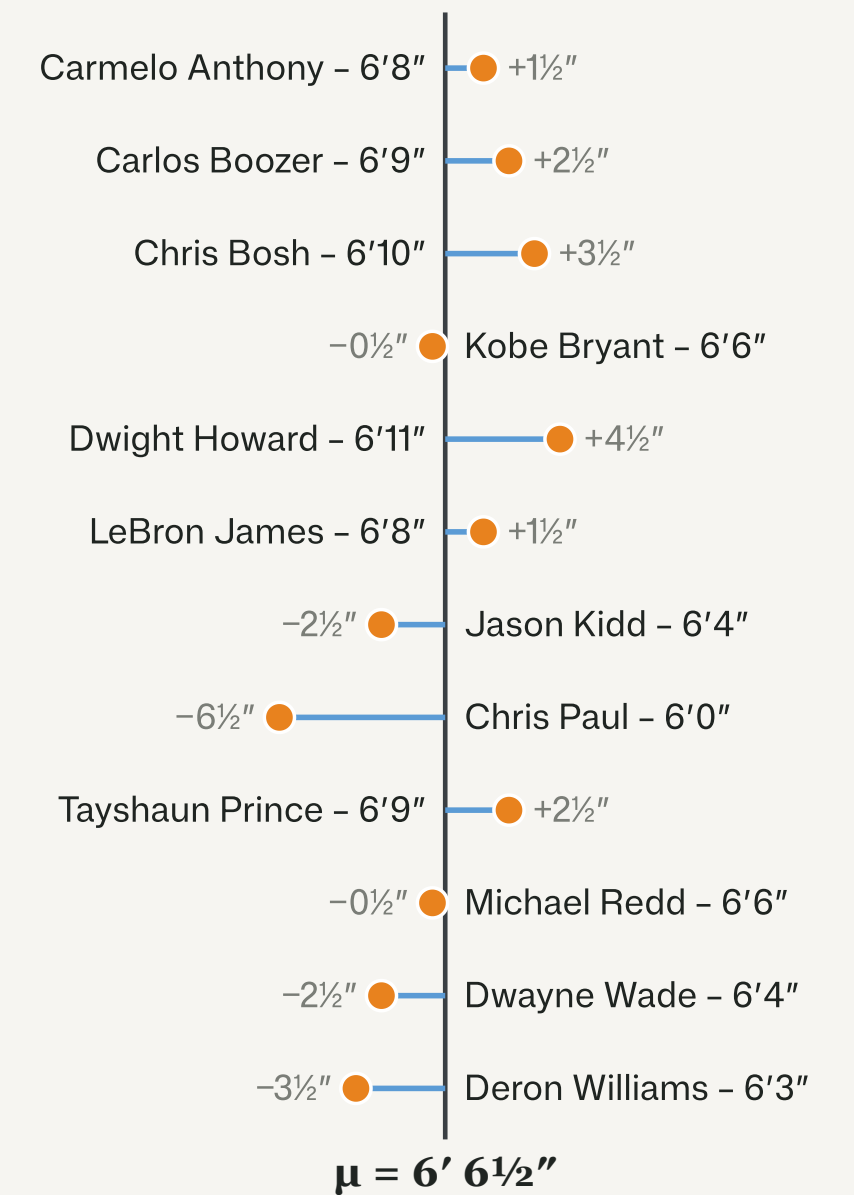 Carmelo Anthony – 6′8″ +1½″
Carlos Boozer – 6′9″ +2½″
Chris Bosh – 6′10″ +3½″
−0½″ Kobe Bryant – 6′6″
Dwight Howard – 6′11″ +4½″
LeBron James – 6′8″ +1½″
−2½″ Jason Kidd – 6′4″
−6½″ Chris Paul – 6′0″
Tayshaun Prince – 6′9″ +2½″
−0½″ Michael Redd – 6′6″
−2½″ Dwayne Wade – 6′4″
−3½″ Deron Williams – 6′3″
μ = 6′ 6½″